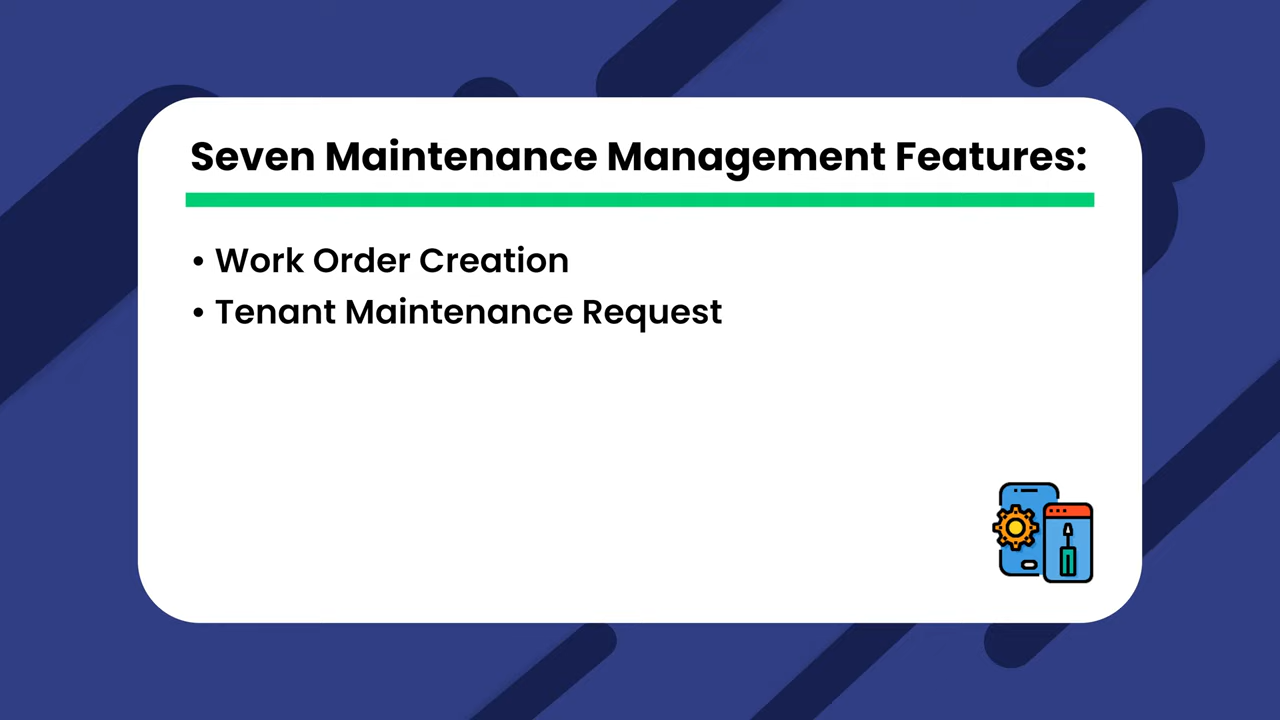 Seven Maintenance Management Features:
• Work Order Creation
• Tenant Maintenance Request